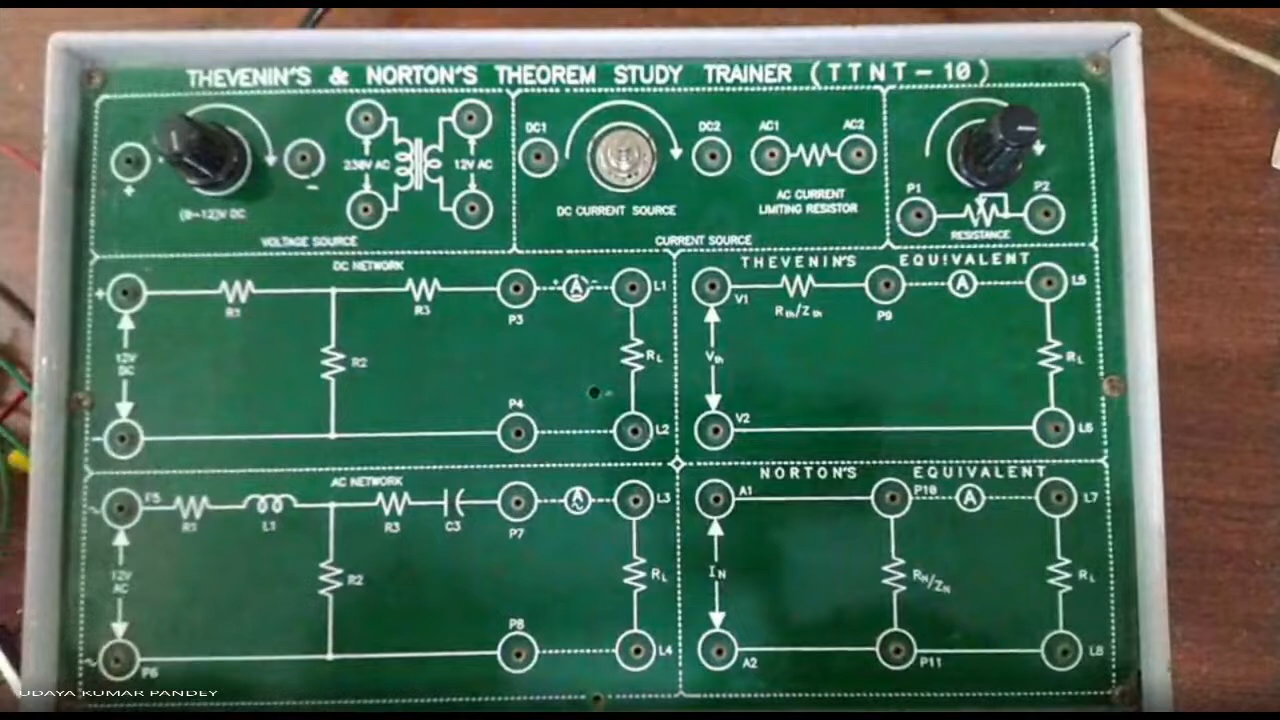 THEVENIN'S & NORTON'S THEOREM STUDY TRAINER (TTNT-10)
+ -
230V AC 12V AC
(0-12)V DC
VOLTAGE SOURCE
DC1 DC2 AC1 AC2
DC CURRENT SOURCE
AC CURRENT
LIMITING RESISTOR
CURRENT SOURCE
P1 P2
RESISTANCE
DC NETWORK
+ R1 R3 P3 + A - L1
12V
DC
R2 RL
P4
- L2
THEVENIN'S EQUIVALENT
V1 Rth/Zth P9 A L5
Vth RL
V2 L6
AC NETWORK
~ R1 L1 R3 C3 P7 A L3
12V
AC
R2 RL
P8
~ P6 L4
NORTON'S EQUIVALENT
A1 P10 A L7
IN RN/ZN RL
A2 P11 L8
UDAYA KUMAR PANDEY